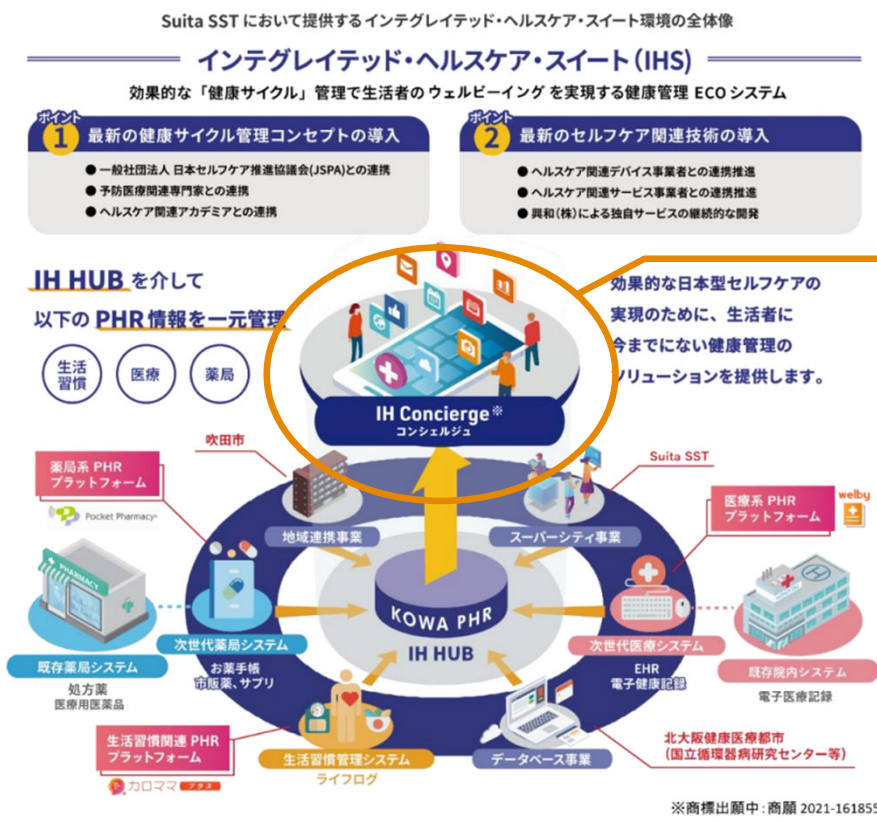 Suita SST において提供するインテグレイテッド・ヘルスケア・スイート環境の全体像
インテグレイテッド・ヘルスケア・スイート(IHS)
効果的な「健康サイクル」管理で生活者のウェルビーイングを実現する健康管理 ECO システム
ポイント
1
最新の健康サイクル管理コンセプトの導入
● 一般社団法人 日本セルフケア推進協議会(JSPA)との連携
● 予防医療関連専門家との連携
● ヘルスケア関連アカデミアとの連携
ポイント
2
最新のセルフケア関連技術の導入
● ヘルスケア関連デバイス事業者との連携推進
● ヘルスケア関連サービス事業者との連携推進
● 興和(株)による独自サービスの継続的な開発
IH HUB を介して
以下の PHR 情報を一元管理
生活
習慣
医療
薬局
効果的な日本型セルフケアの
実現のために、生活者に
今までにない健康管理の
ソリューションを提供します。
IH Concierge※
コンシェルジュ
吹田市
Suita SST
薬局系 PHR
プラットフォーム
Pocket Pharmacy
医療系 PHR
プラットフォーム
welby
地域連携事業
スーパーシティ事業
PHARMACY
KOWA PHR
IH HUB
既存薬局システム
処方薬
医療用医薬品
次世代薬局システム
お薬手帳
市販薬、サプリ
次世代医療システム
EHR
電子健康記録
既存院内システム
電子医療記録
生活習慣関連 PHR
プラットフォーム
カロママ プラス
生活習慣管理システム
ライフログ
データベース事業
北大阪健康医療都市
(国立循環器病研究センター等)
※商標出願中:商願 2021-161855